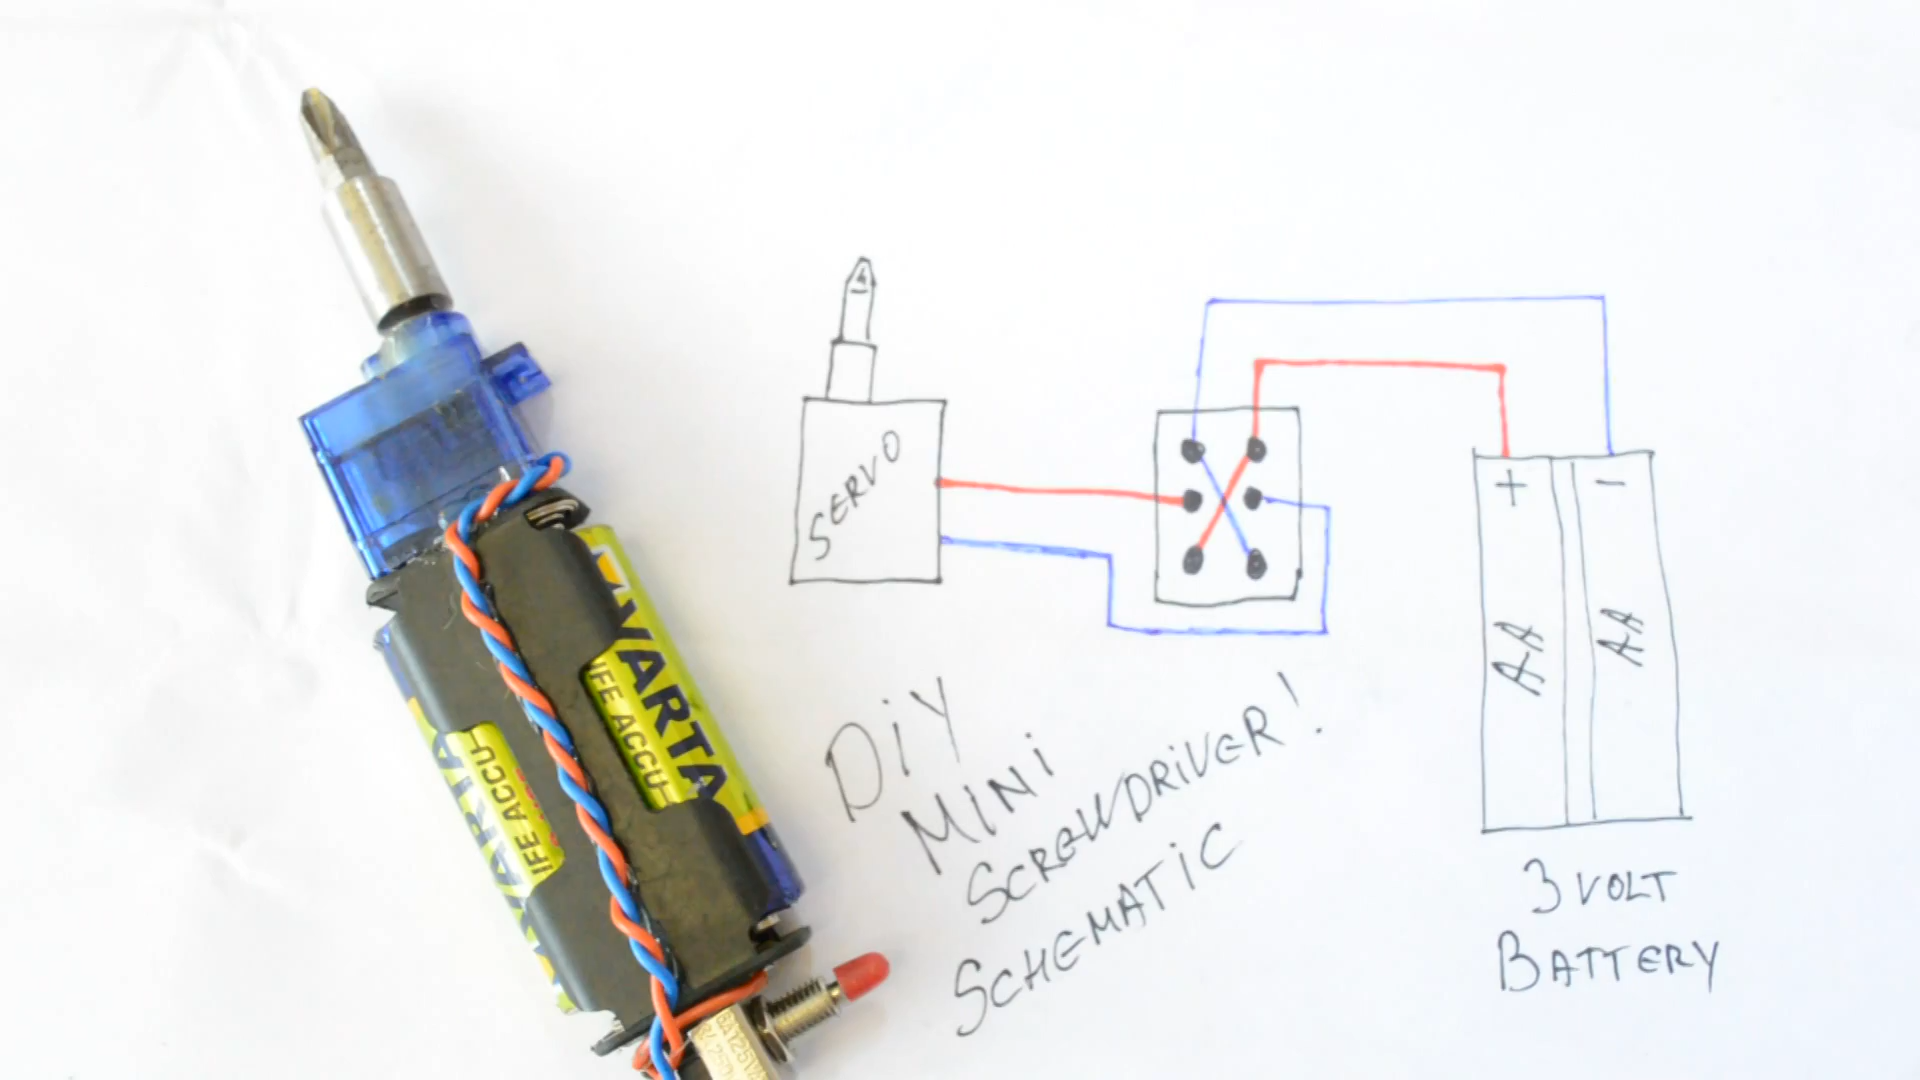 SERVO
+
-
AA
AA
DiY
MINi
SCREWDRiVER!
SCHEMATiC
3 VOLT
BATTERY
VARTA
IFE ACCU
VARTA
IFE ACCU